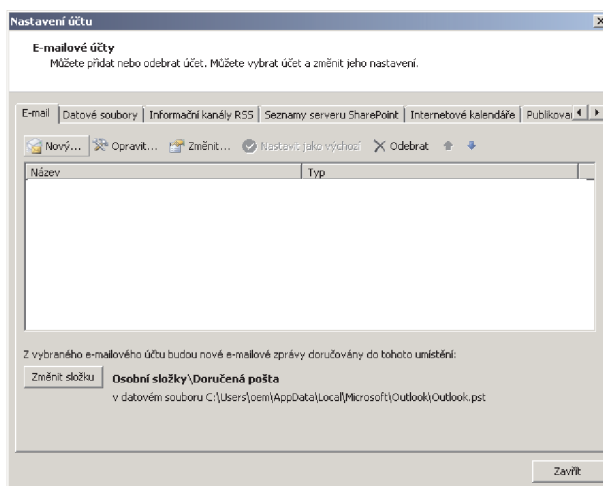 Nastavení účtu
E-mailové účty
Můžete přidat nebo odebrat účet. Můžete vybrat účet a změnit jeho nastavení.
E-mail Datové soubory Informační kanály RSS Seznamy serveru SharePoint Internetové kalendáře Publikovaı
Nový... Opravit... Změnit... Nastavit jako výchozí Odebrat
Název Typ
Z vybraného e-mailového účtu budou nové e-mailové zprávy doručovány do tohoto umístění:
Změnit složku Osobní složky\Doručená pošta
v datovém souboru C:\Users\oem\AppData\Local\Microsoft\Outlook\Outlook.pst
Zavřít